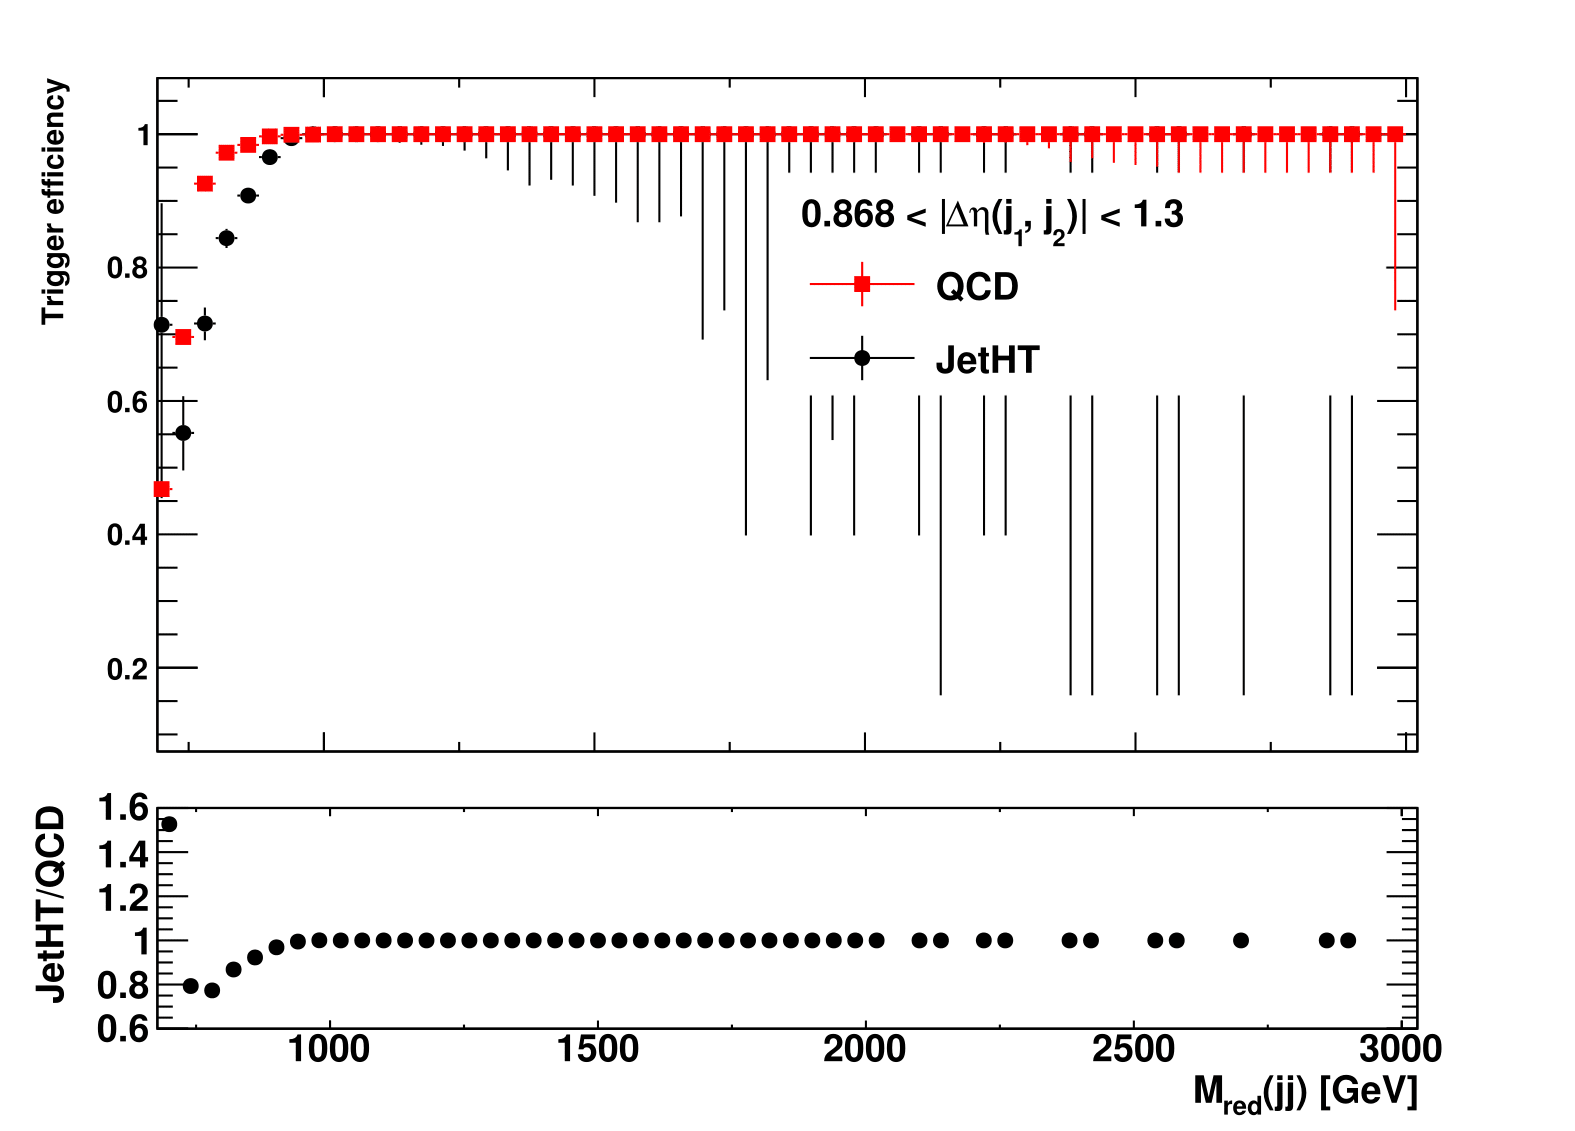 Trigger efficiency
1
0.8
0.6
0.4
0.2
0.868 < |Δη(j1, j2)| < 1.3
QCD
JetHT
JetHT/QCD
1.6
1.4
1.2
1
0.8
0.6
1000 1500 2000 2500 3000
Mred(jj) [GeV]